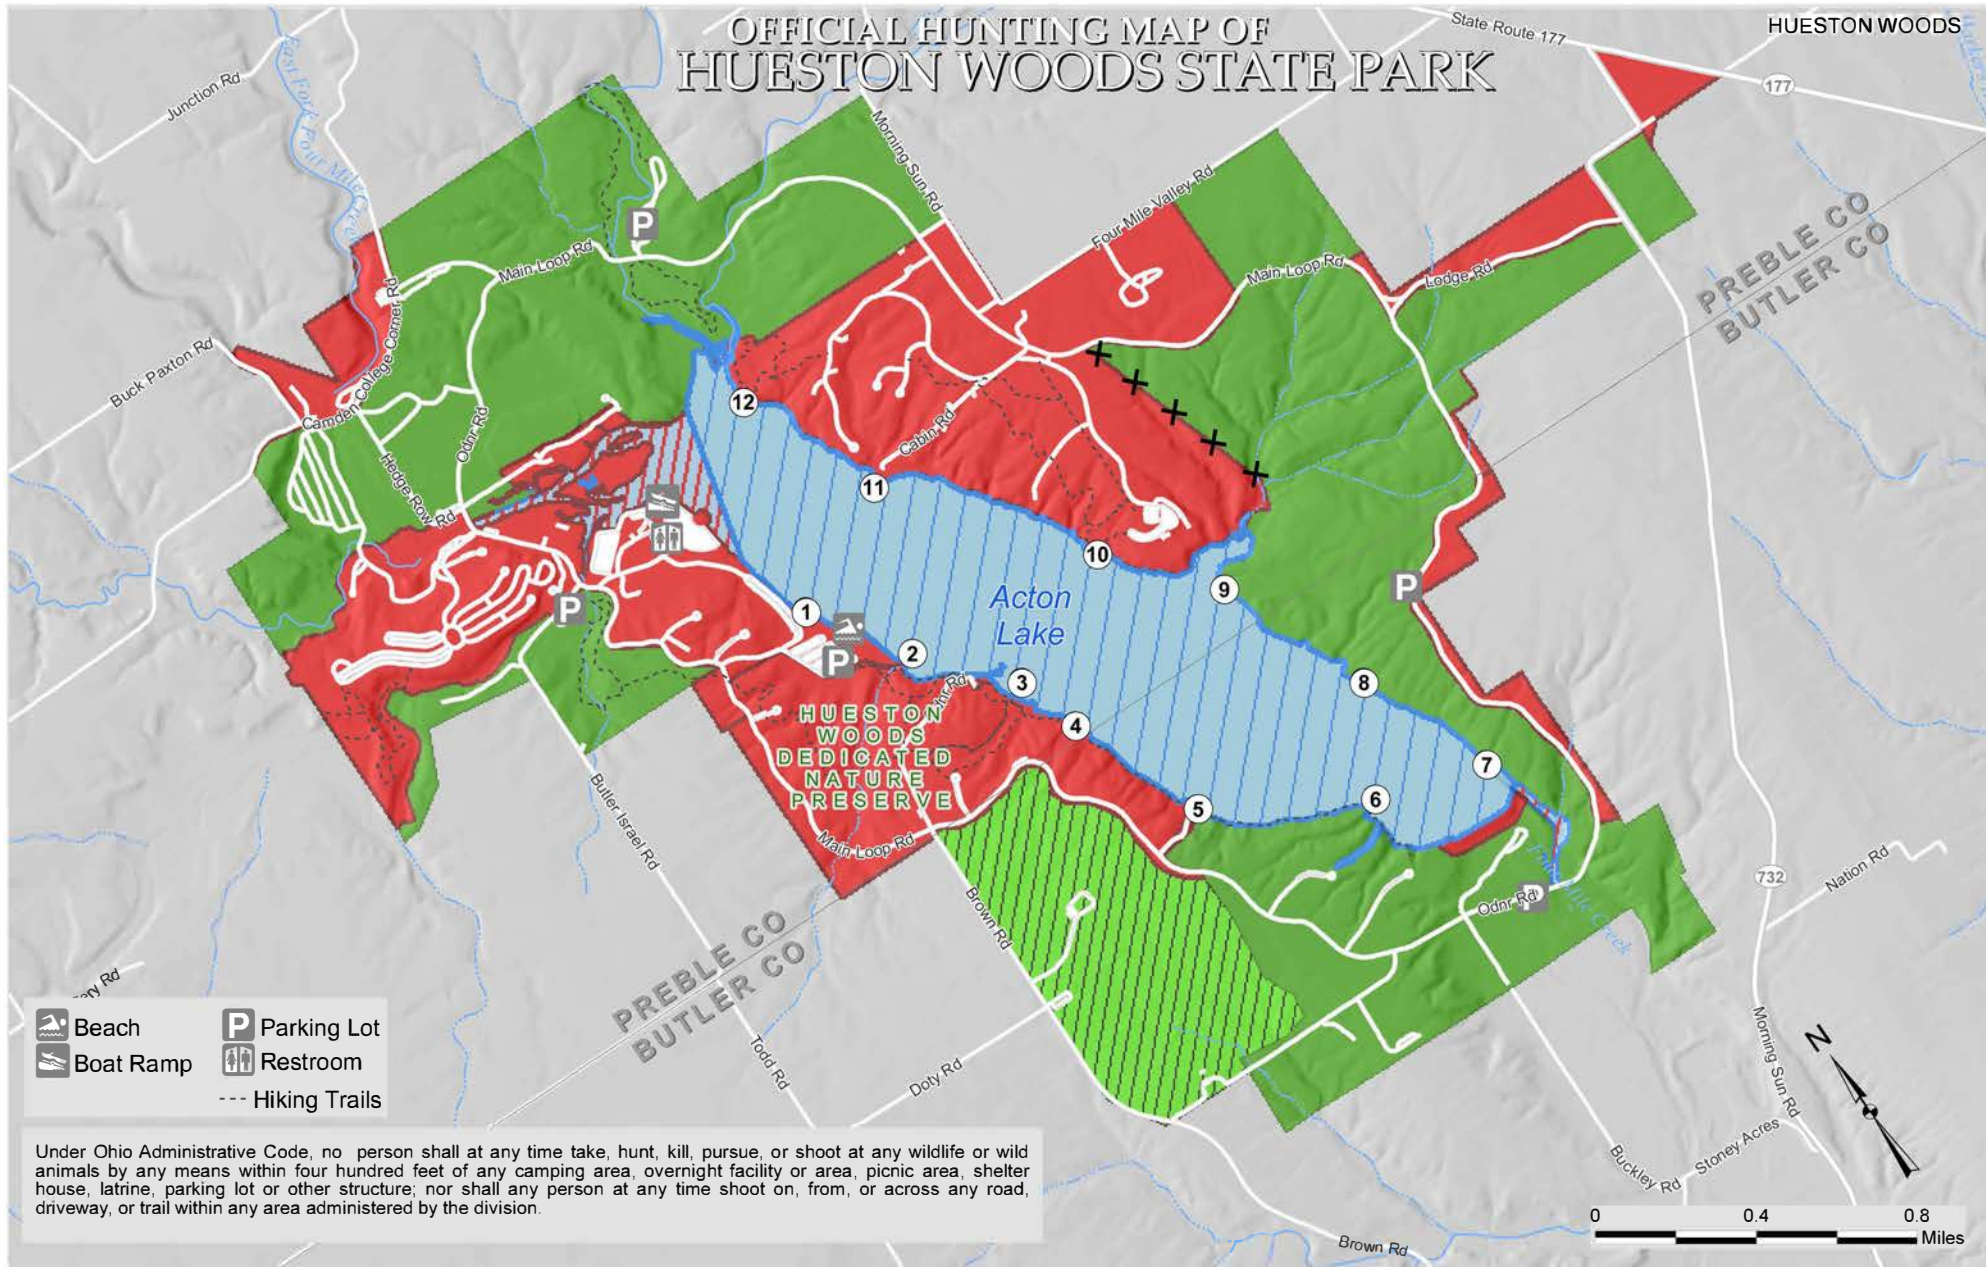 OFFICIAL HUNTING MAP OF
HUESTON WOODS STATE PARK
HUESTON WOODS
State Route 177
177
Junction Rd
East Fork Four Mile Creek
Morning Sun Rd
Four Mile Valley Rd
P
Main Loop Rd
Main Loop Rd
Lodge Rd
PREBLE CO
BUTLER CO
Buck Paxton Rd
Camden College Corner Rd
Odnr Rd
Hedge Row Rd
Cabin Rd
12
11
10
9
Acton
Lake
P
P
1
P
2
3
8
4
HUESTON
WOODS
DEDICATED
NATURE
PRESERVE
7
6
5
Main Loop Rd
Butler Israel Rd
Brown Rd
Odnr Rd
P
Four Mile Creek
732
Nation Rd
PREBLE CO
BUTLER CO
Todd Rd
Doty Rd
Morning Sun Rd
Stoney Acres
Buckley Rd
Brown Rd
N
Beach
P Parking Lot
Boat Ramp
Restroom
Hiking Trails
Under Ohio Administrative Code, no person shall at any time take, hunt, kill, pursue, or shoot at any wildlife or wild
animals by any means within four hundred feet of any camping area, overnight facility or area, picnic area, shelter
house, latrine, parking lot or other structure; nor shall any person at any time shoot on, from, or across any road,
driveway, or trail within any area administered by the division.
0 0.4 0.8
Miles